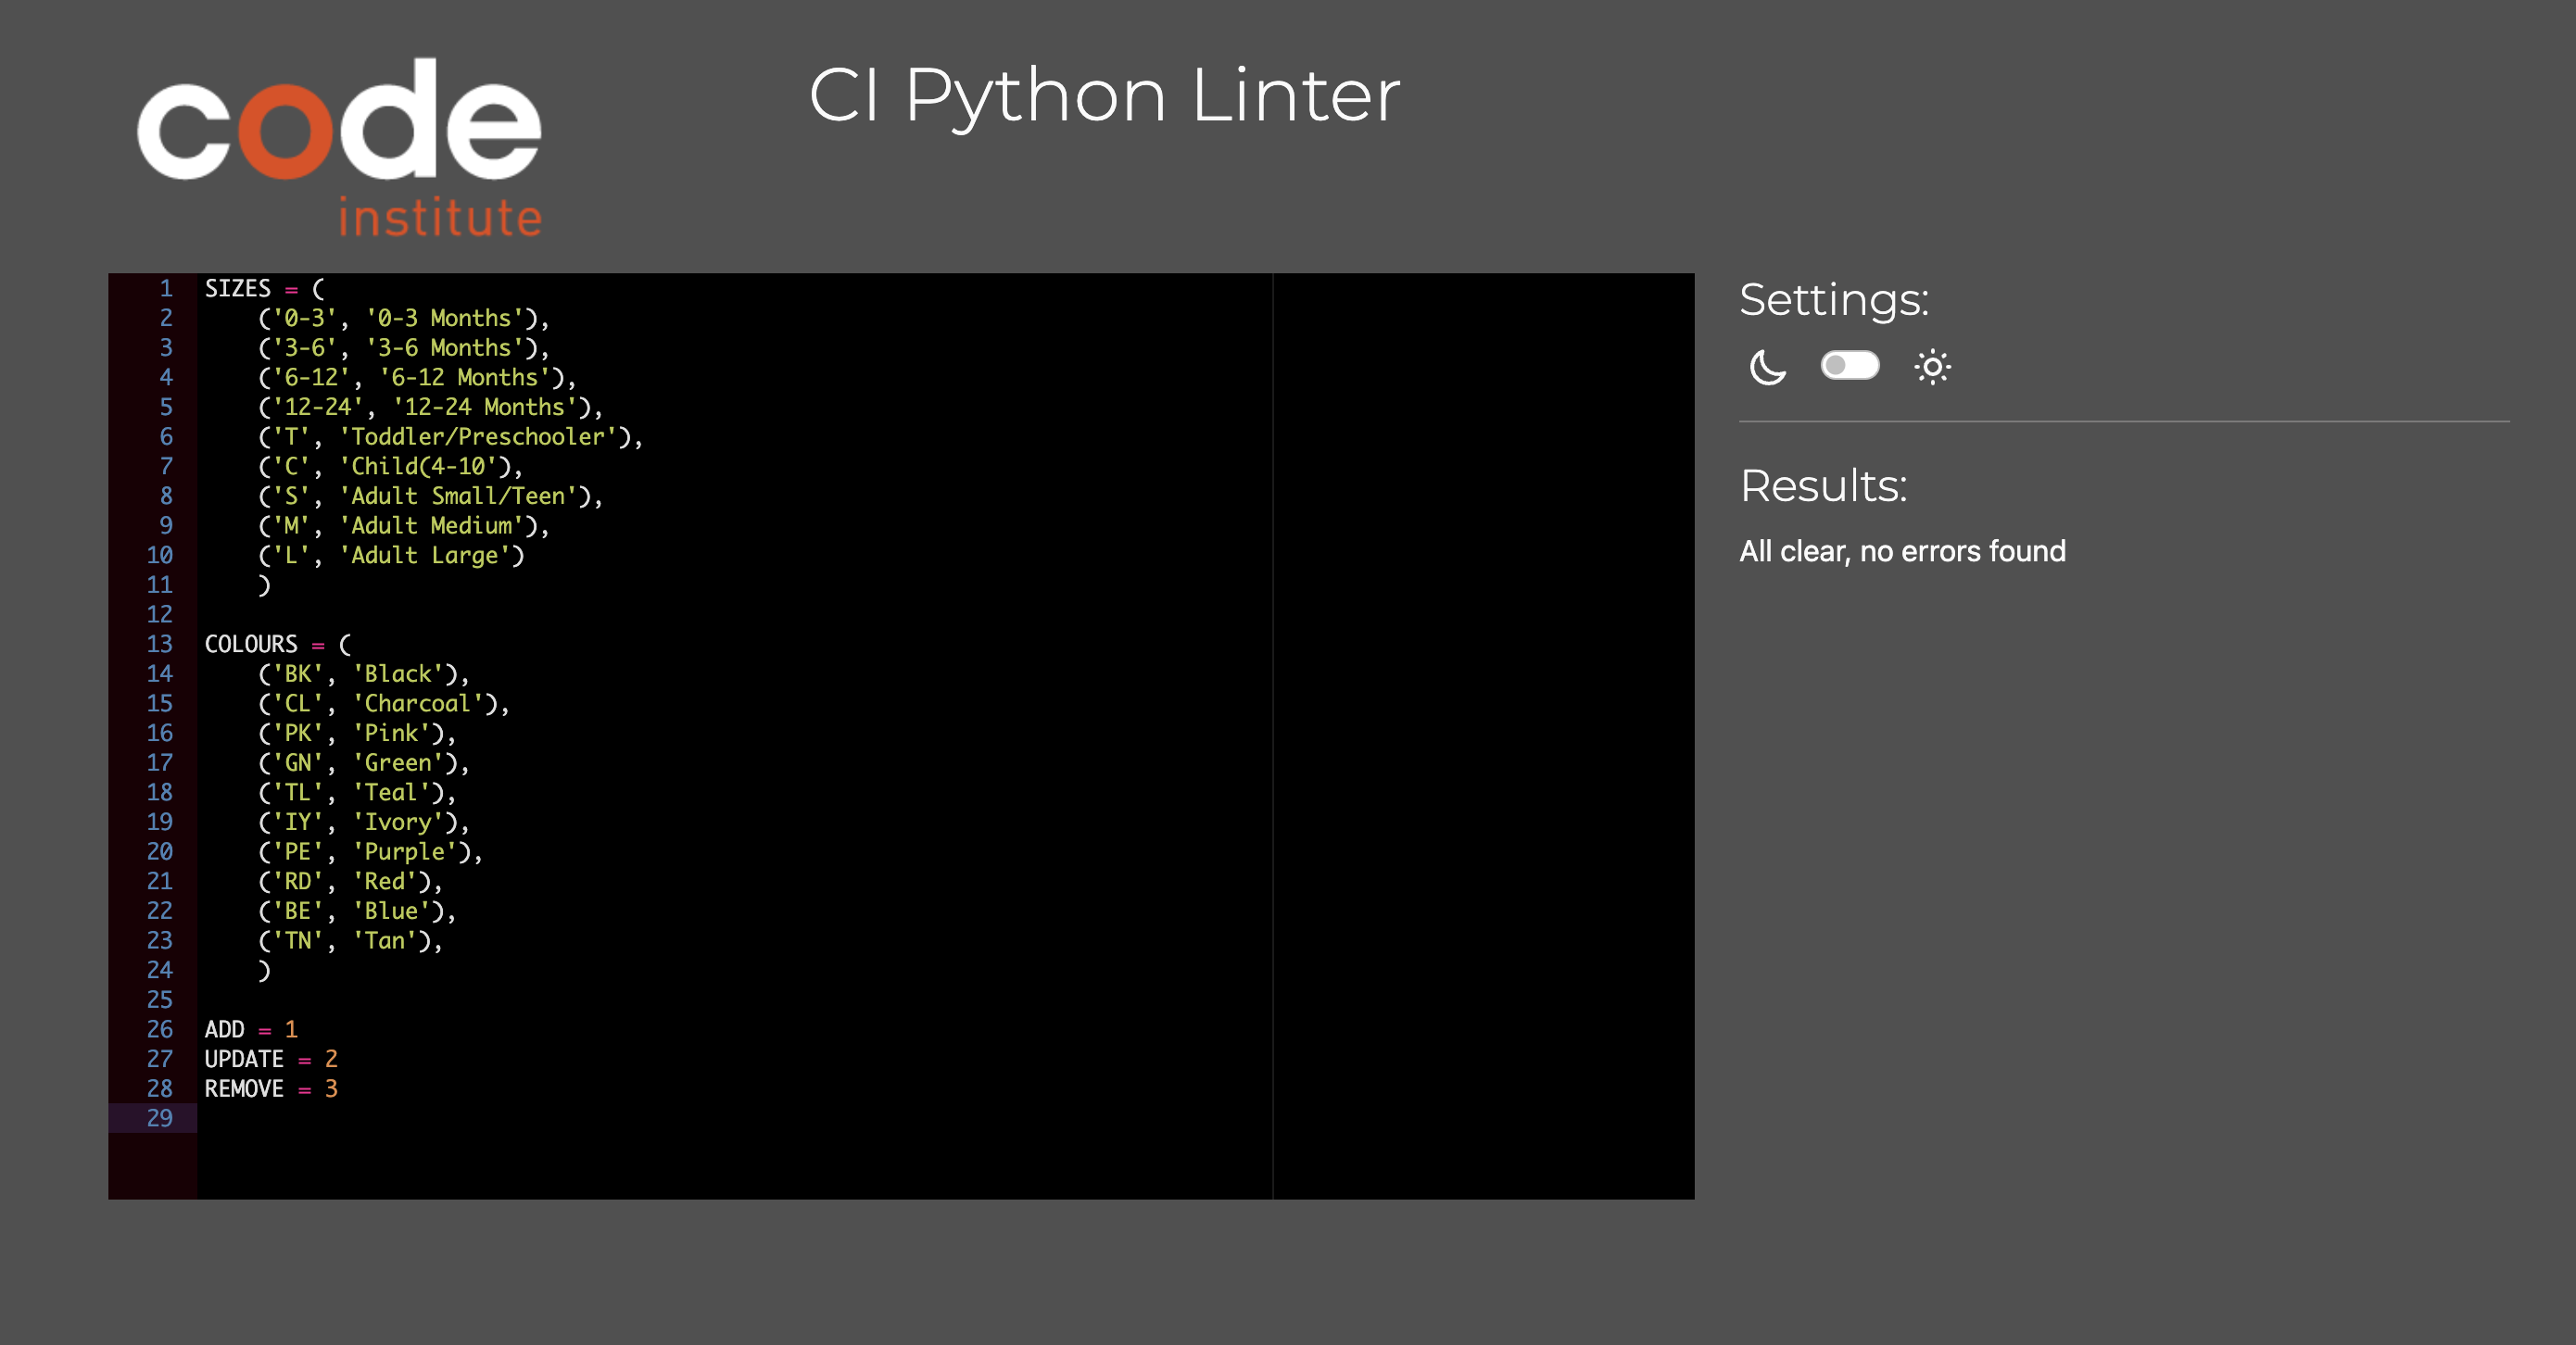 code
institute
CI Python Linter
1 SIZES = (
2     ('0-3', '0-3 Months'),
3     ('3-6', '3-6 Months'),
4     ('6-12', '6-12 Months'),
5     ('12-24', '12-24 Months'),
6     ('T', 'Toddler/Preschooler'),
7     ('C', 'Child(4-10'),
8     ('S', 'Adult Small/Teen'),
9     ('M', 'Adult Medium'),
10     ('L', 'Adult Large')
11     )
12
13 COLOURS = (
14     ('BK', 'Black'),
15     ('CL', 'Charcoal'),
16     ('PK', 'Pink'),
17     ('GN', 'Green'),
18     ('TL', 'Teal'),
19     ('IY', 'Ivory'),
20     ('PE', 'Purple'),
21     ('RD', 'Red'),
22     ('BE', 'Blue'),
23     ('TN', 'Tan'),
24     )
25
26 ADD = 1
27 UPDATE = 2
28 REMOVE = 3
29
Settings:
Results:
All clear, no errors found